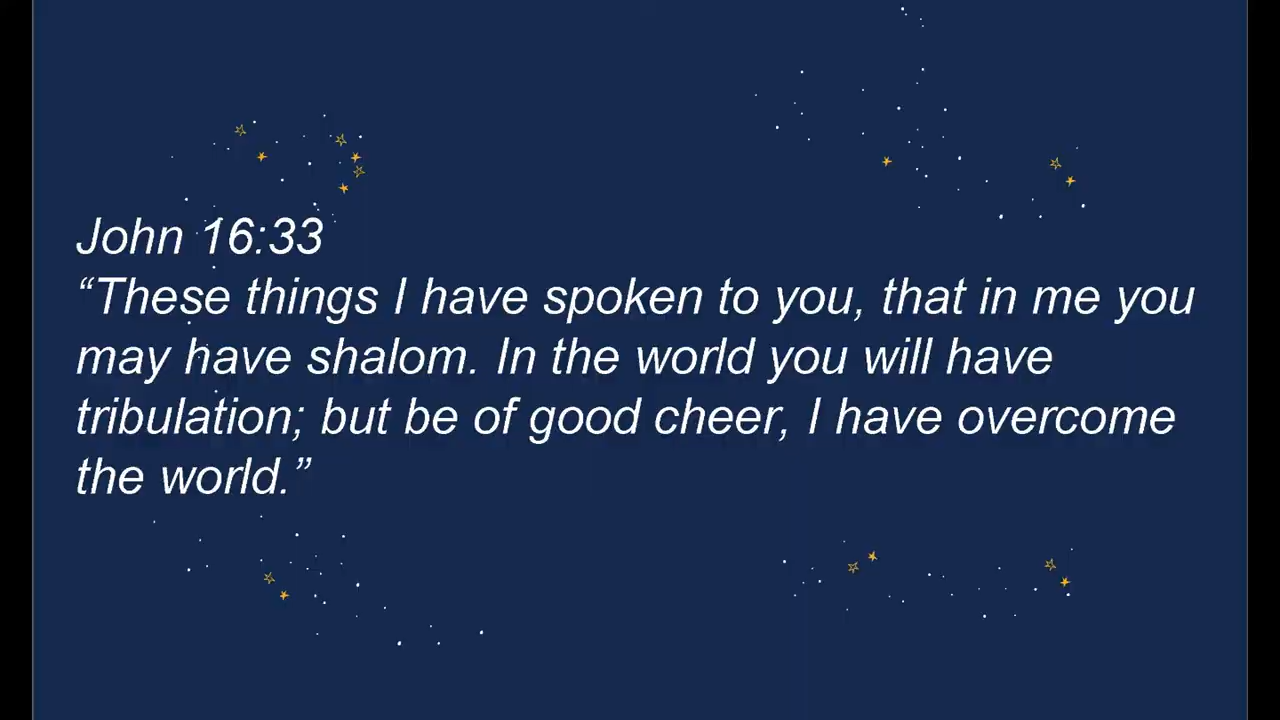 John 16:33
“These things I have spoken to you, that in me you
may have shalom. In the world you will have
tribulation; but be of good cheer, I have overcome
the world.”